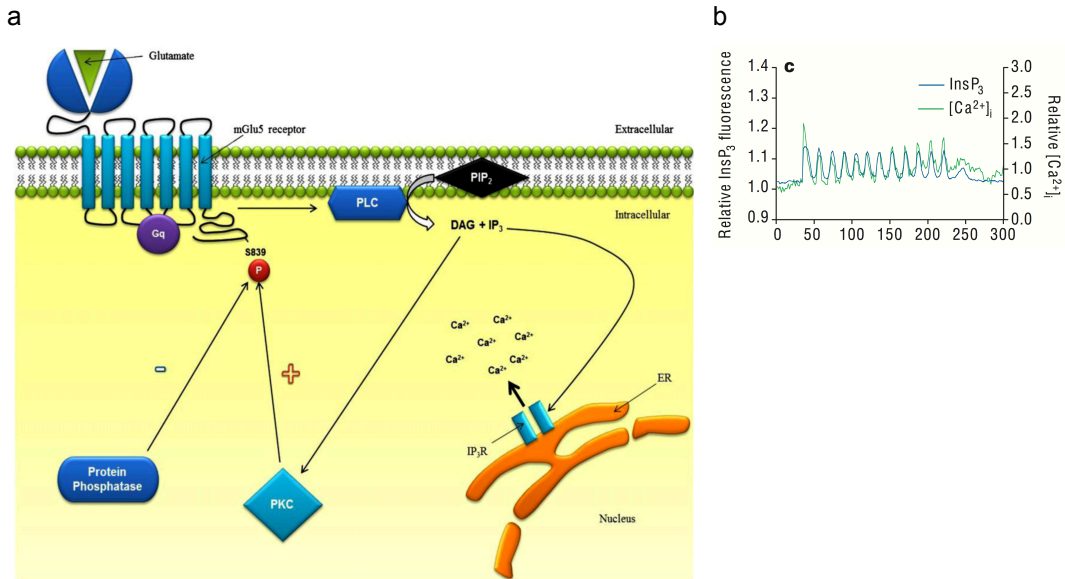 a
Glutamate
mGlu5 receptor
Extracellular
PIP2
PLC
Intracellular
Gq
DAG + IP3
S839
P
Ca2+
Ca2+
Ca2+
Ca2+
Ca2+
Ca2+
Ca2+
-
+
ER
IP3R
Protein
Phosphatase
PKC
Nucleus
b
c
InsP3
[Ca2+]i
Relative InsP3 fluorescence
1.4
1.3
1.2
1.1
1.0
0.9
3.0
2.5
2.0
1.5
1.0
0.5
0.0
Relative [Ca2+]i
0 50 100 150 200 250 300